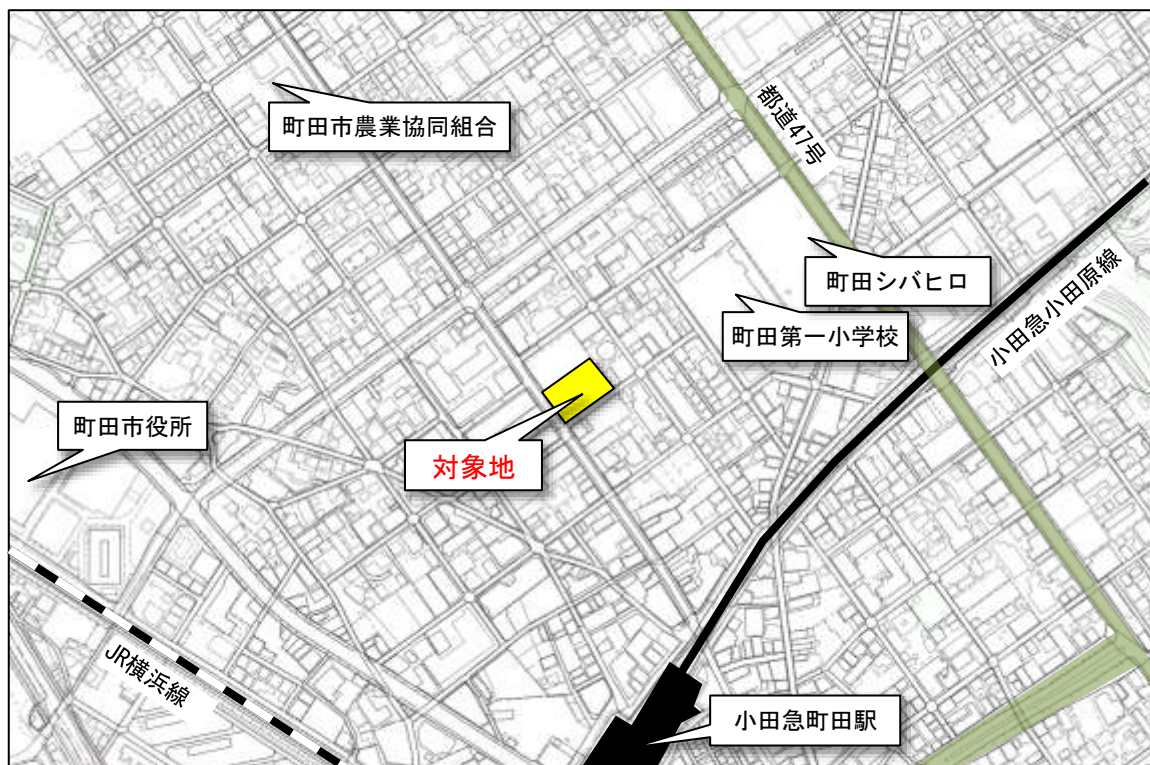 町田市農業協同組合
都道47号
町田シバヒロ
小田急小田原線
町田第一小学校
町田市役所
対象地
JR横浜線
小田急町田駅